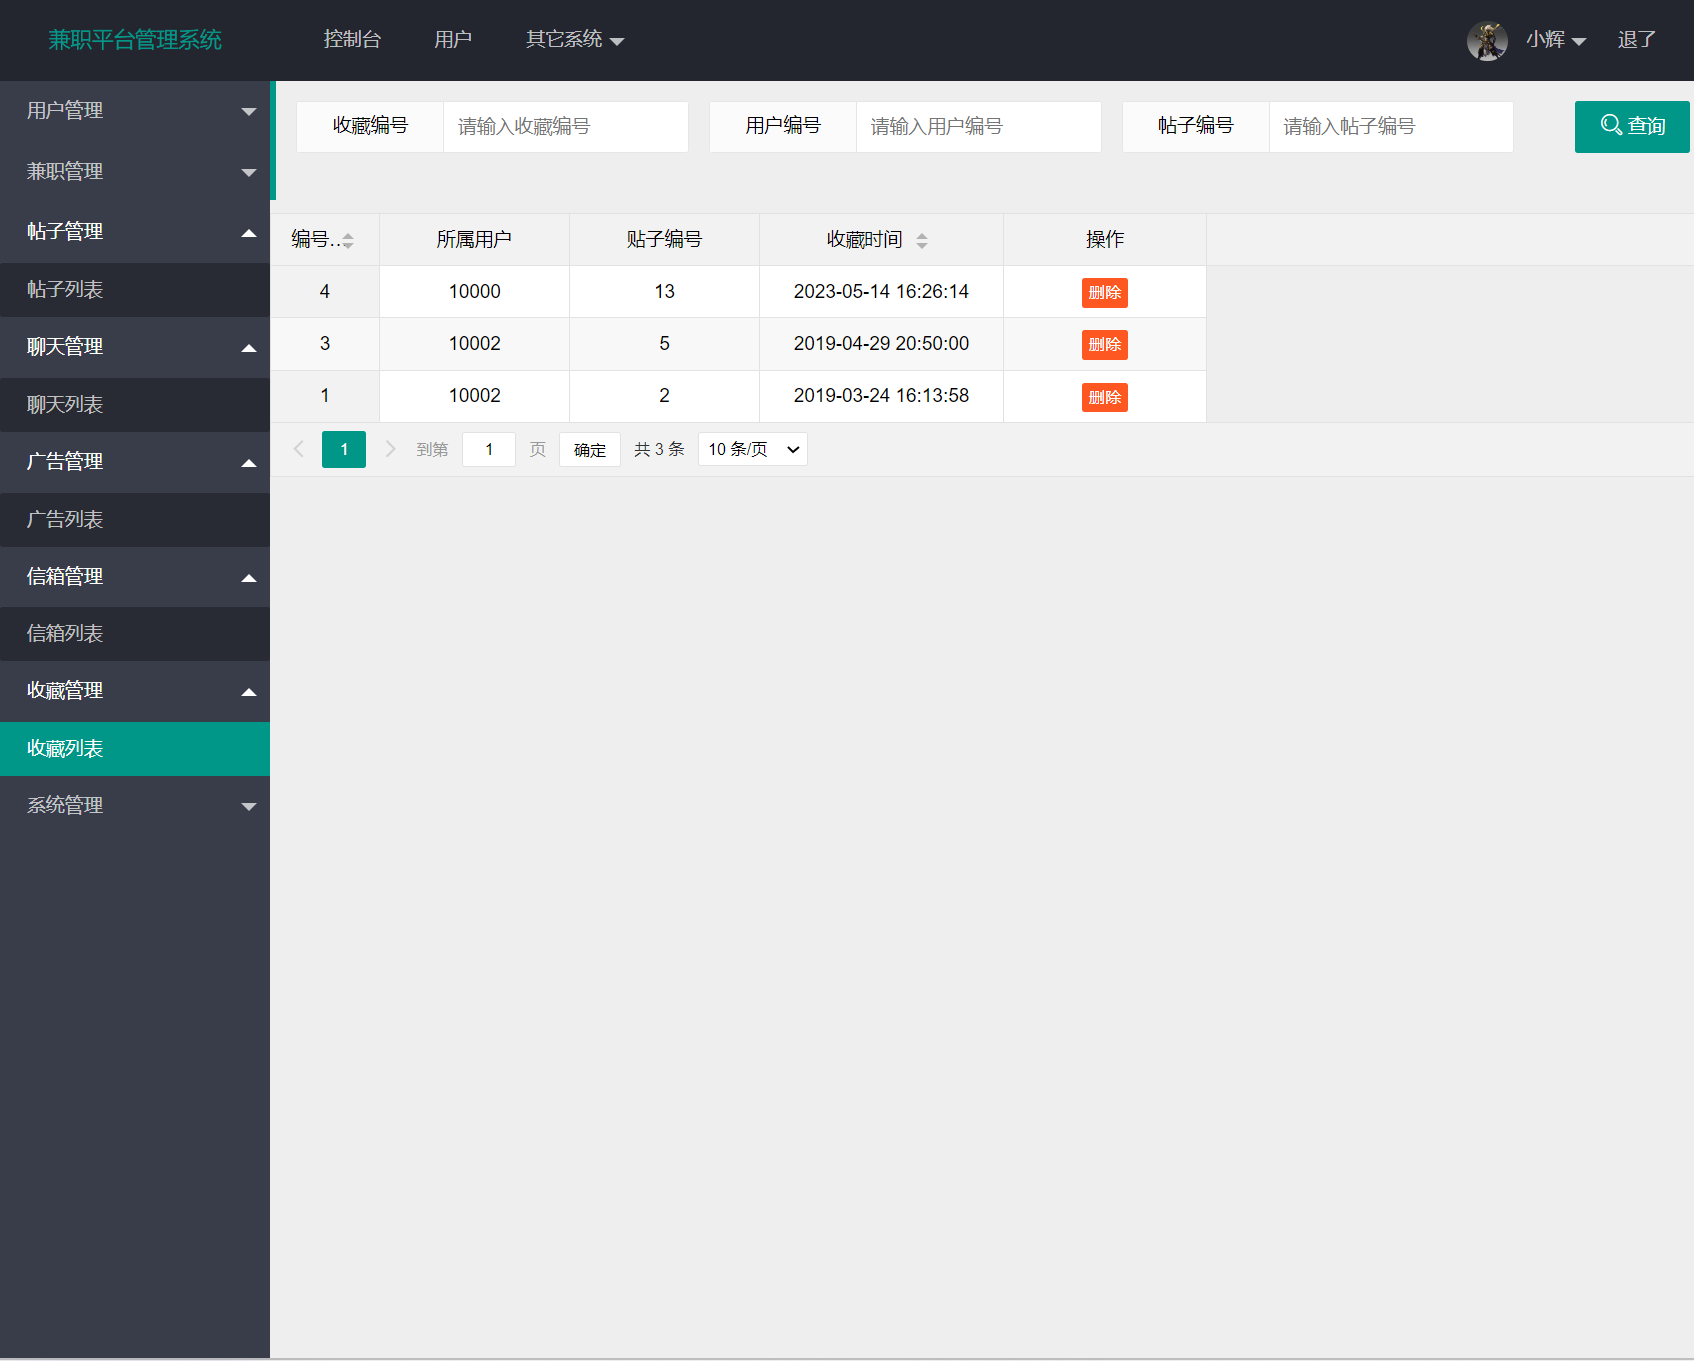 兼职平台管理系统 控制台 用户 其它系统 小辉 退了
用户管理
兼职管理
帖子管理
帖子列表
聊天管理
聊天列表
广告管理
广告列表
信箱管理
信箱列表
收藏管理
收藏列表
系统管理
收藏编号 请输入收藏编号 用户编号 请输入用户编号 帖子编号 请输入帖子编号 查询
编号.. 所属用户 贴子编号 收藏时间 操作
4 10000 13 2023-05-14 16:26:14 删除
3 10002 5 2019-04-29 20:50:00 删除
1 10002 2 2019-03-24 16:13:58 删除
1 到第 1 页 确定 共 3 条 10 条/页